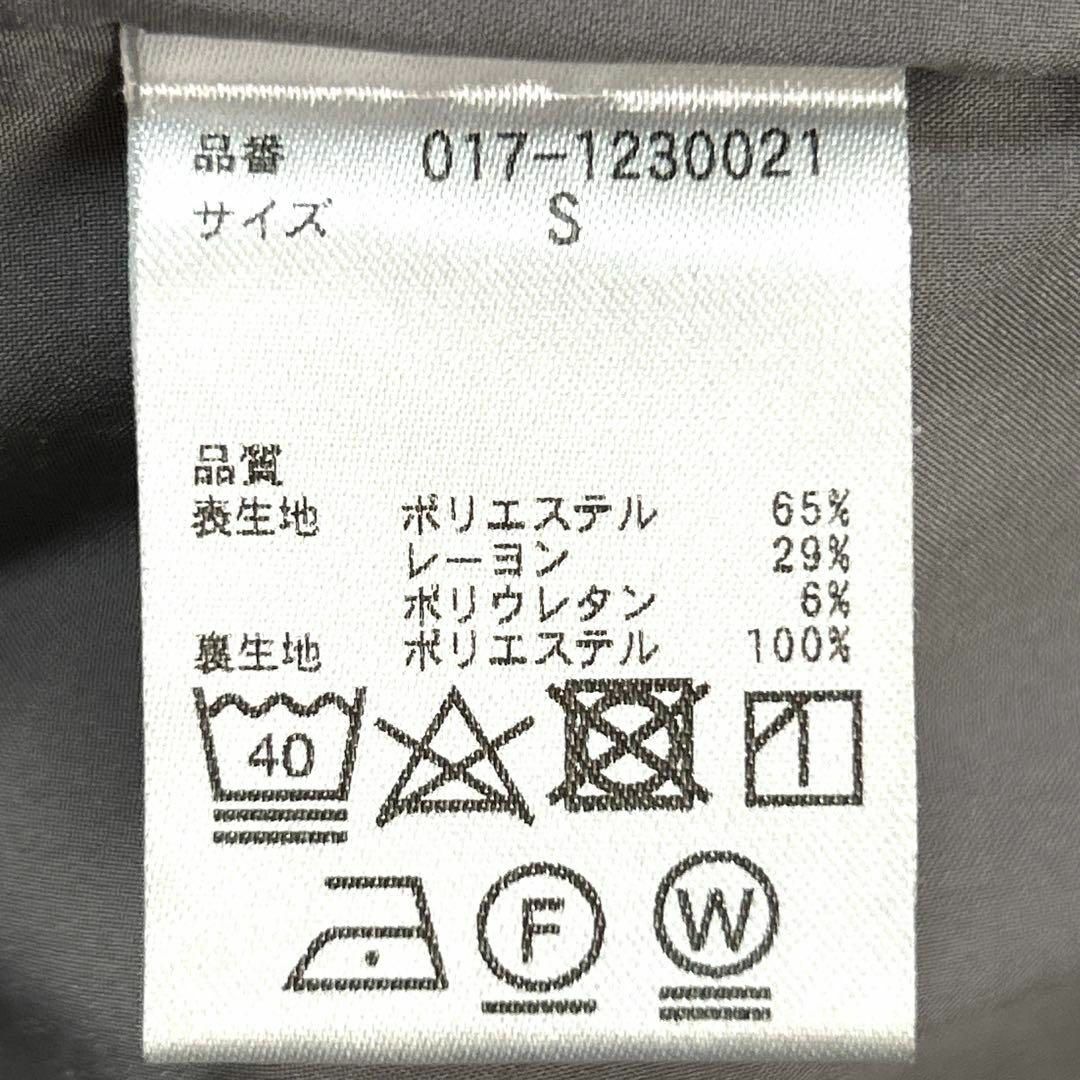 品番 017-1230021
サイズ S
品質
表生地 ポリエステル 65%
レーヨン 29%
ポリウレタン 6%
裏生地 ポリエステル 100%
40
F
W